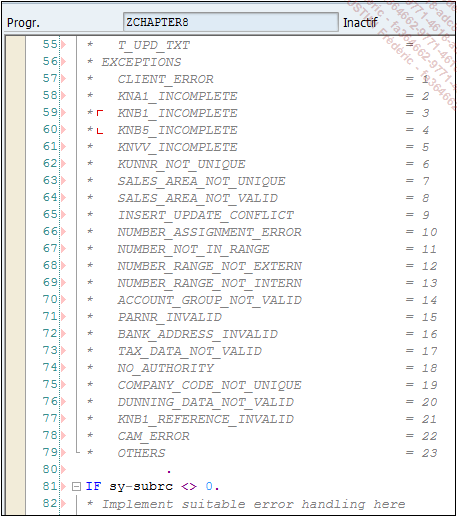 Progr. ZCHAPTER8 Inactif
55 * T_UPD_TXT =
56 * EXCEPTIONS
57 * CLIENT_ERROR = 1
58 * KNA1_INCOMPLETE = 2
59 * KNB1_INCOMPLETE = 3
60 * KNB5_INCOMPLETE = 4
61 * KNVV_INCOMPLETE = 5
62 * KUNNR_NOT_UNIQUE = 6
63 * SALES_AREA_NOT_UNIQUE = 7
64 * SALES_AREA_NOT_VALID = 8
65 * INSERT_UPDATE_CONFLICT = 9
66 * NUMBER_ASSIGNMENT_ERROR = 10
67 * NUMBER_NOT_IN_RANGE = 11
68 * NUMBER_RANGE_NOT_EXTERN = 12
69 * NUMBER_RANGE_NOT_INTERN = 13
70 * ACCOUNT_GROUP_NOT_VALID = 14
71 * PARNR_INVALID = 15
72 * BANK_ADDRESS_INVALID = 16
73 * TAX_DATA_NOT_VALID = 17
74 * NO_AUTHORITY = 18
75 * COMPANY_CODE_NOT_UNIQUE = 19
76 * DUNNING_DATA_NOT_VALID = 20
77 * KNB1_REFERENCE_INVALID = 21
78 * CAM_ERROR = 22
79 * OTHERS = 23
80 .
81 IF sy-subrc <> 0.
82 * Implement suitable error handling here